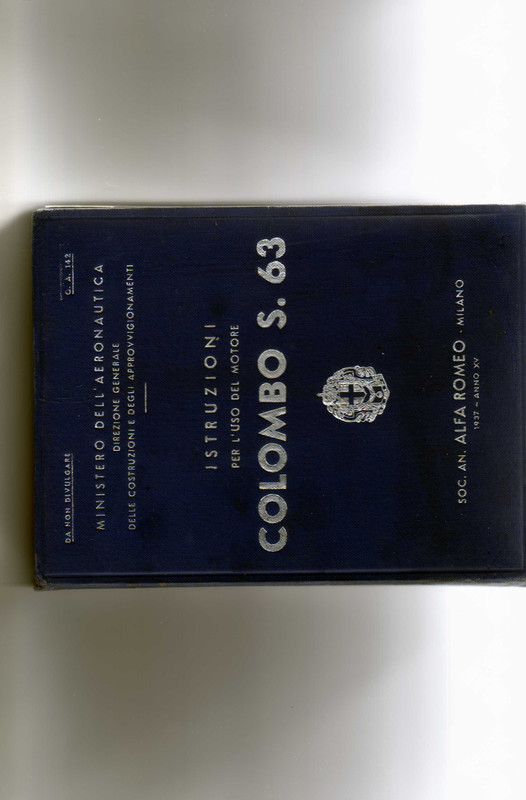 DA NON DIVULGARE
C. A. 142
MINISTERO DELL'AERONAUTICA
DIREZIONE GENERALE
DELLE COSTRUZIONI E DEGLI APPROVVIGIONAMENTI
ISTRUZIONI
PER L'USO DEL MOTORE
COLOMBO S. 63
SOC. AN. ALFA ROMEO - MILANO
1937 - ANNO XV